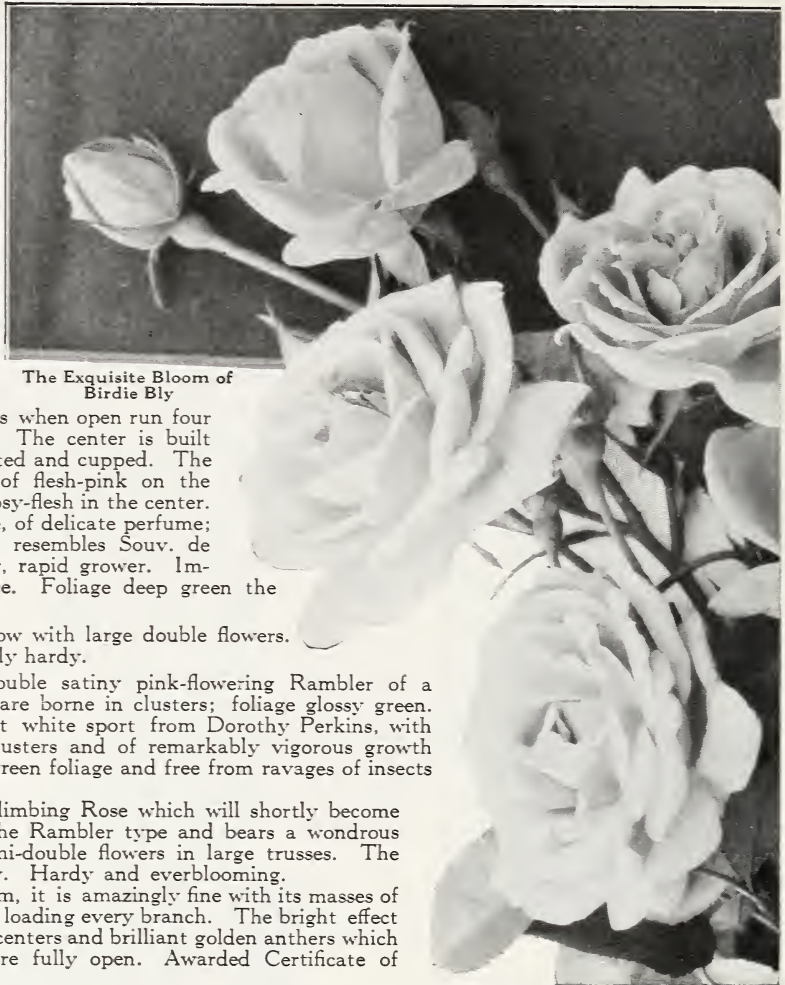 The Exquisite Bloom of
Birdie Bly
s when open run four
The center is built
ted and cupped. The
of flesh-pink on the
sy-flesh in the center.
, of delicate perfume;
resembles Souv. de
, rapid grower. Im-
e. Foliage deep green the
ow with large double flowers.
ly hardy.
ouble satiny pink-flowering Rambler of a
are borne in clusters; foliage glossy green.
t white sport from Dorothy Perkins, with
lusters and of remarkably vigorous growth
reen foliage and free from ravages of insects
limbing Rose which will shortly become
he Rambler type and bears a wondrous
ni-double flowers in large trusses. The
. Hardy and everblooming.
m, it is amazingly fine with its masses of
loading every branch. The bright effect
centers and brilliant golden anthers which
re fully open. Awarded Certificate of